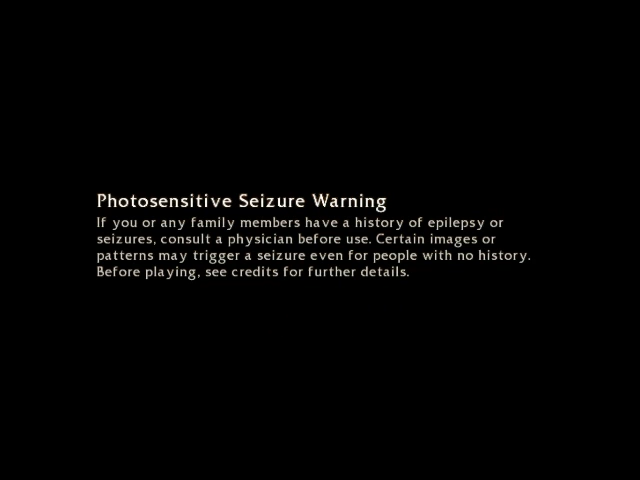 Photosensitive Seizure Warning
If you or any family members have a history of epilepsy or
seizures, consult a physician before use. Certain images or
patterns may trigger a seizure even for people with no history.
Before playing, see credits for further details.